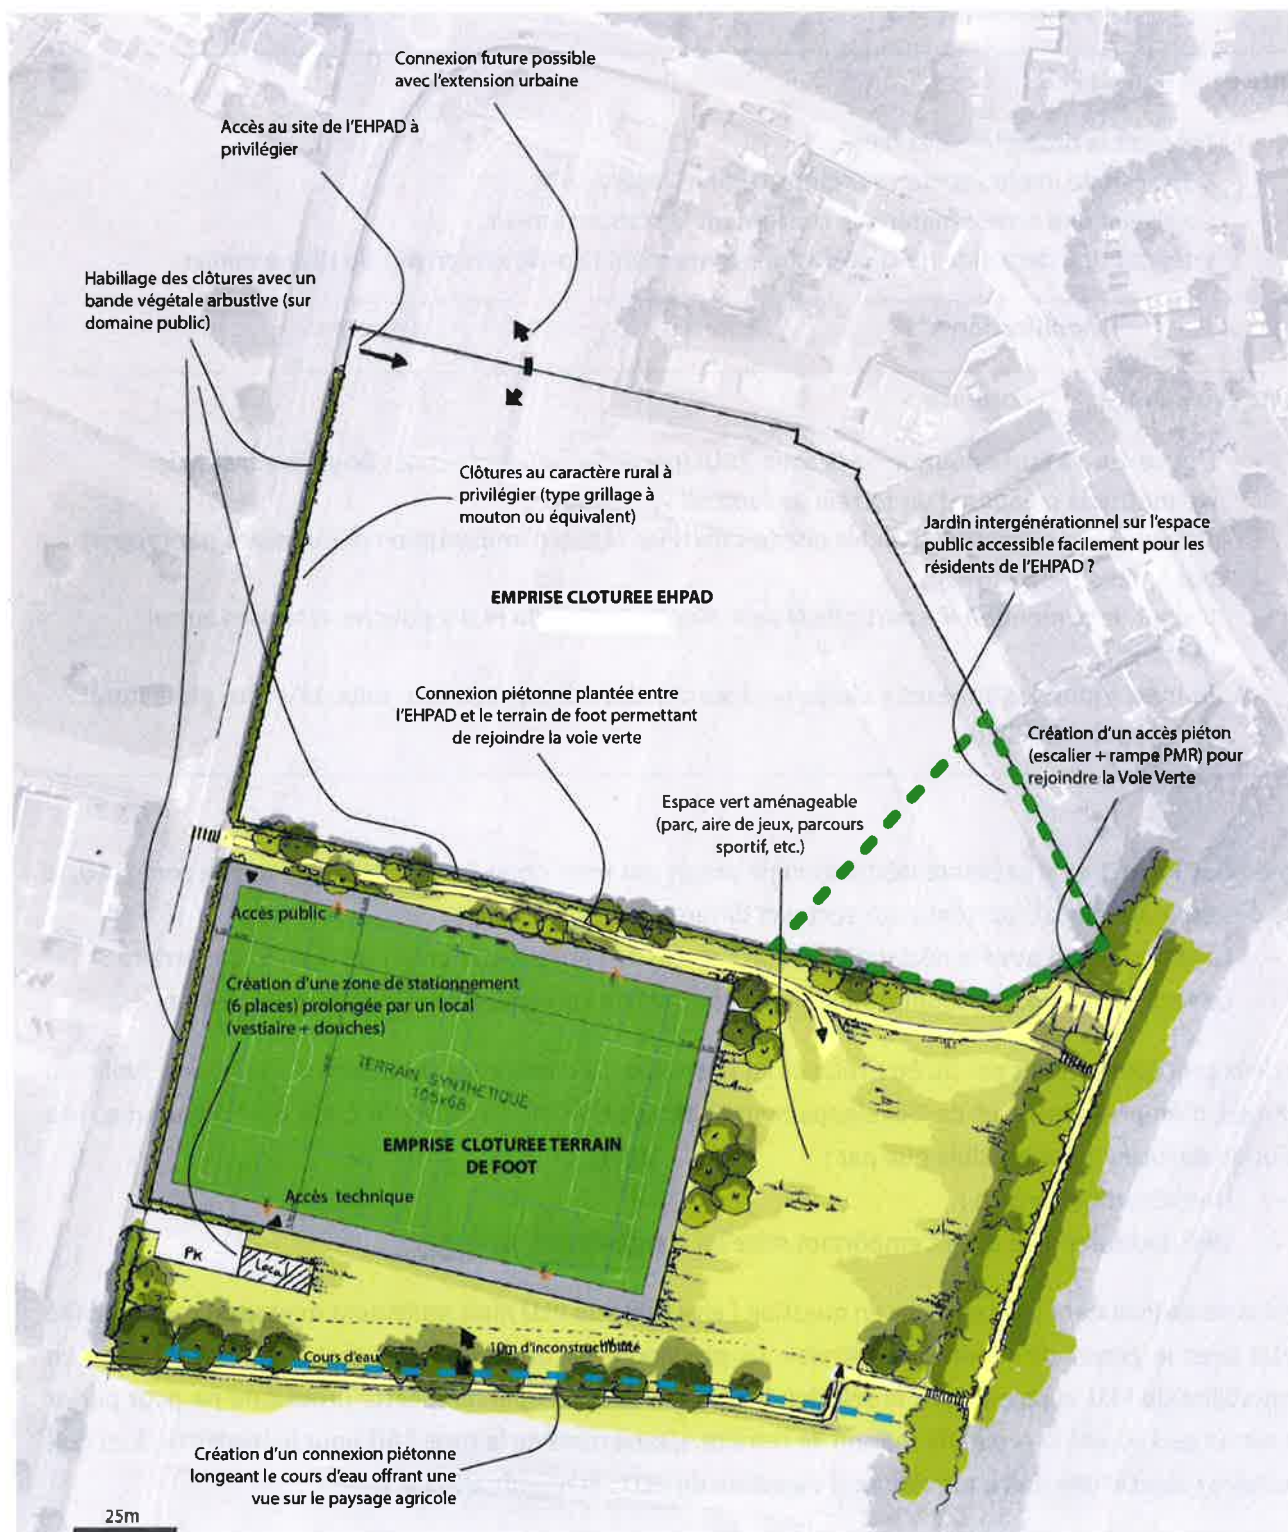 Connexion future possible
avec l'extension urbaine
Accès au site de l'EHPAD à
privilégier
Habillage des clôtures avec un
bande végétale arbustive (sur
domaine public)
Clôtures au caractère rural à
privilégier (type grillage à
mouton ou équivalent)
Jardin intergénérationnel sur l'espace
public accessible facilement pour les
résidents de l'EHPAD ?
EMPRISE CLOTUREE EHPAD
Connexion piétonne plantée entre
l'EHPAD et le terrain de foot permettant
de rejoindre la voie verte
Création d'un accès piéton
(escalier + rampe PMR) pour
rejoindre la Voie Verte
Espace vert aménageable
(parc, aire de jeux, parcours
sportif, etc.)
Accès public
Création d'une zone de stationnement
(6 places) prolongée par un local
(vestiaire + douches)
TERRAIN SYNTHETIQUE
105x68
EMPRISE CLOTUREE TERRAIN
DE FOOT
Accès technique
PK
Local
10m d'inconstructibilité
Cours d'eau
Création d'un connexion piétonne
longeant le cours d'eau offrant une
vue sur le paysage agricole
25m